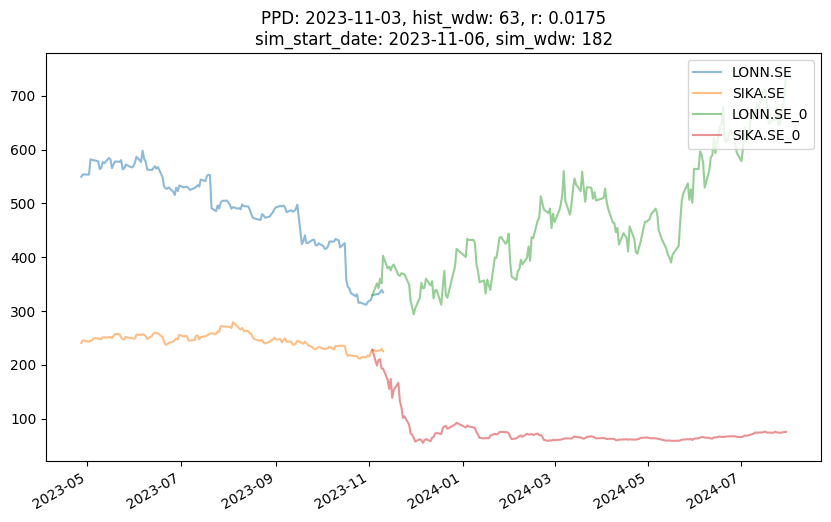 PPD: 2023-11-03, hist_wdw: 63, r: 0.0175
sim_start_date: 2023-11-06, sim_wdw: 182
LONN.SE
SIKA.SE
LONN.SE_0
SIKA.SE_0
700
600
500
400
300
200
100
2023-05
2023-07
2023-09
2023-11
2024-01
2024-03
2024-05
2024-07